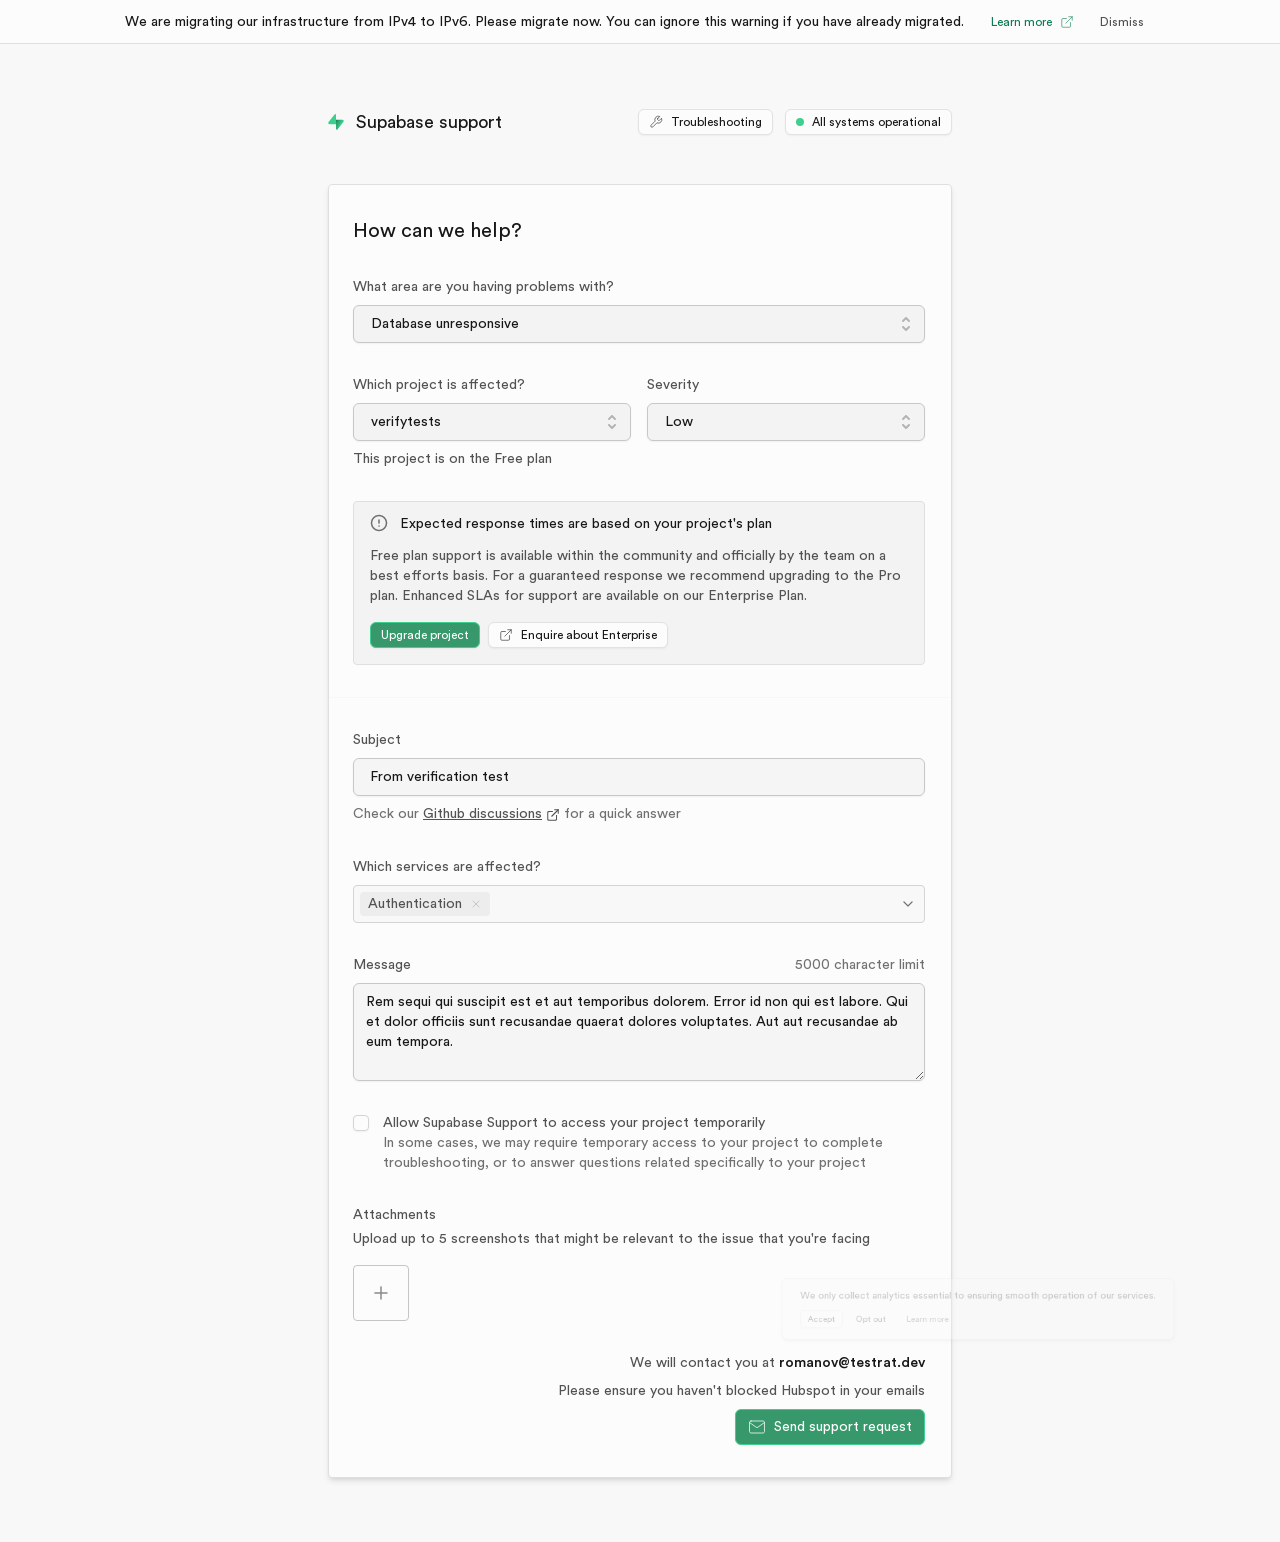 We are migrating our infrastructure from IPv4 to IPv6. Please migrate now. You can ignore this warning if you have already migrated. Learn more Dismiss
Supabase support Troubleshooting All systems operational
How can we help?
What area are you having problems with?
Database unresponsive
Which project is affected? Severity
verifytests Low
This project is on the Free plan
Expected response times are based on your project's plan
Free plan support is available within the community and officially by the team on a
best efforts basis. For a guaranteed response we recommend upgrading to the Pro
plan. Enhanced SLAs for support are available on our Enterprise Plan.
Upgrade project Enquire about Enterprise
Subject
From verification test
Check our Github discussions for a quick answer
Which services are affected?
Authentication
Message 5000 character limit
Rem sequi qui suscipit est et aut temporibus dolorem. Error id non qui est labore. Qui
et dolor officiis sunt recusandae quaerat dolores voluptates. Aut aut recusandae ab
eum tempora.
Allow Supabase Support to access your project temporarily
In some cases, we may require temporary access to your project to complete
troubleshooting, or to answer questions related specifically to your project
Attachments
Upload up to 5 screenshots that might be relevant to the issue that you're facing
We only collect analytics essential to ensuring smooth operation of our services.
Accept Opt out Learn more
We will contact you at romanov@testrat.dev
Please ensure you haven't blocked Hubspot in your emails
Send support request